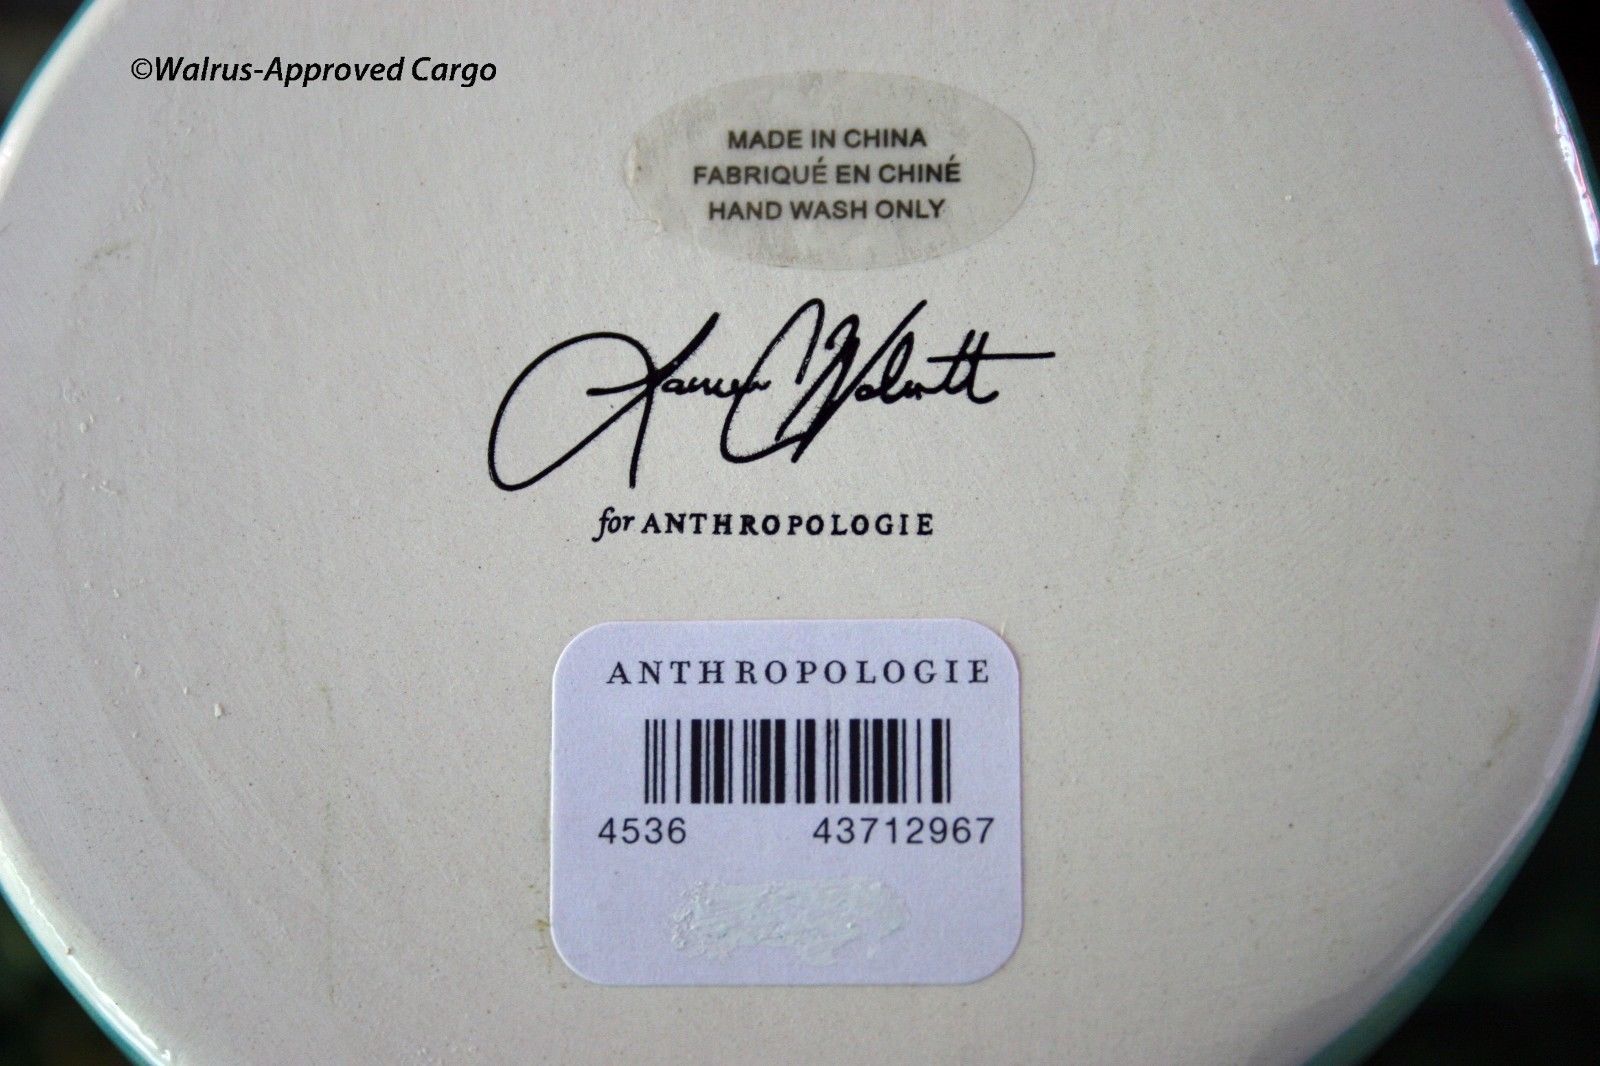 ©Walrus-Approved Cargo
MADE IN CHINA
FABRIQUÉ EN CHINÉ
HAND WASH ONLY
for ANTHROPOLOGIE
ANTHROPOLOGIE
4536 43712967